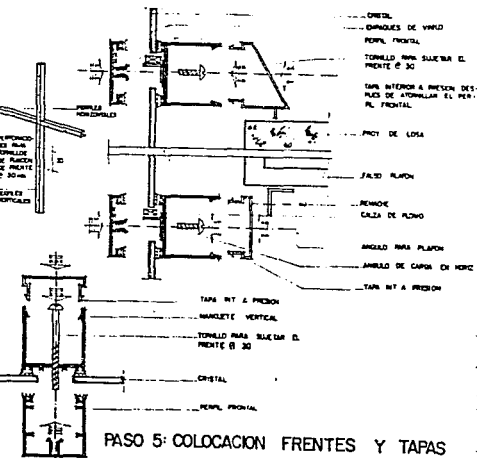 CRISTAL
EMPAQUES DE VINILO
PERFIL FRONTAL
TORNILLO PARA SUJETAR EL
FRENTE @ 30
TAPA INTERIOR A PRESION DES-
PUES DE ATORNILLAR EL PER-
FIL FRONTAL
PERFILES
HORIZONTALES
PROY DE LOSA
30
FALSO PLAFON
REMACHE
CALZA DE PLOMO
ANGULO PARA PLAFON
ANGULO DE CARGA EN HORIZ
TAPA INT A PRESION
TAPA INT A PRESION
MANGUETE VERTICAL
TORNILLO PARA SUJETAR EL
FRENTE @ 30
CRISTAL
PERFIL FRONTAL
PASO 5: COLOCACION FRENTES Y TAPAS